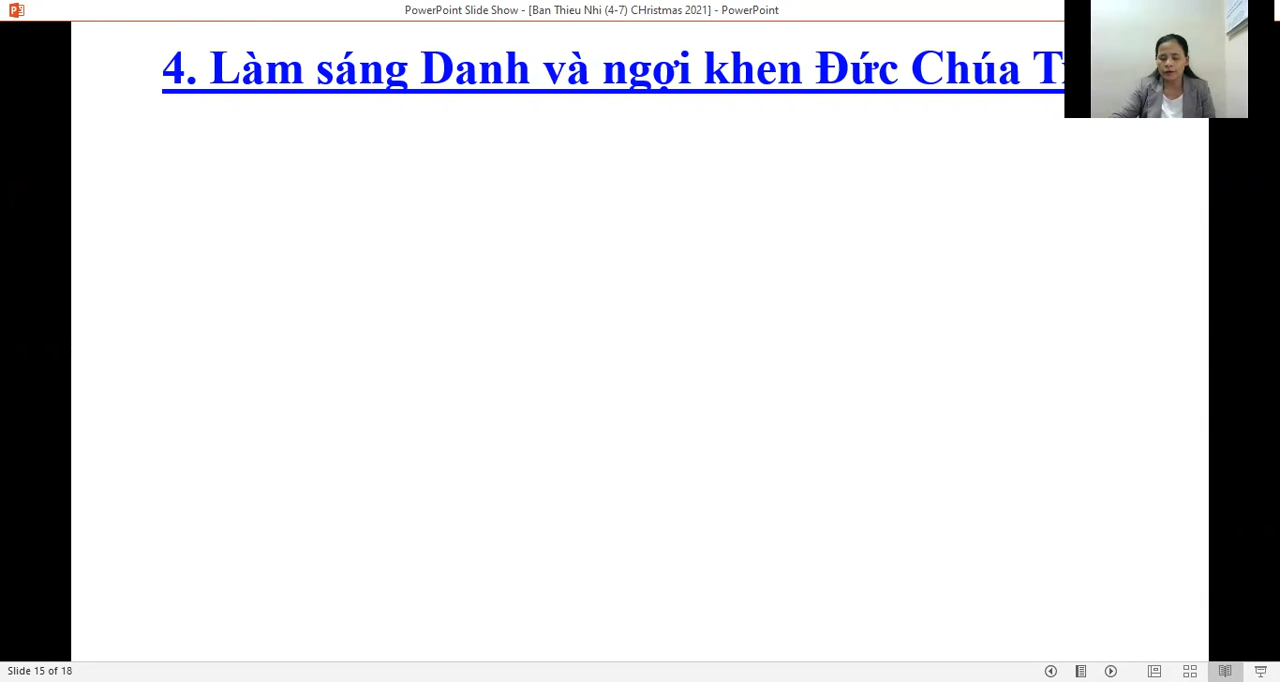 PowerPoint Slide Show - [Ban Thieu Nhi (4-7) CHristmas 2021] - PowerPoint
4. Làm sáng Danh và ngợi khen Đức Chúa
Slide 15 of 18